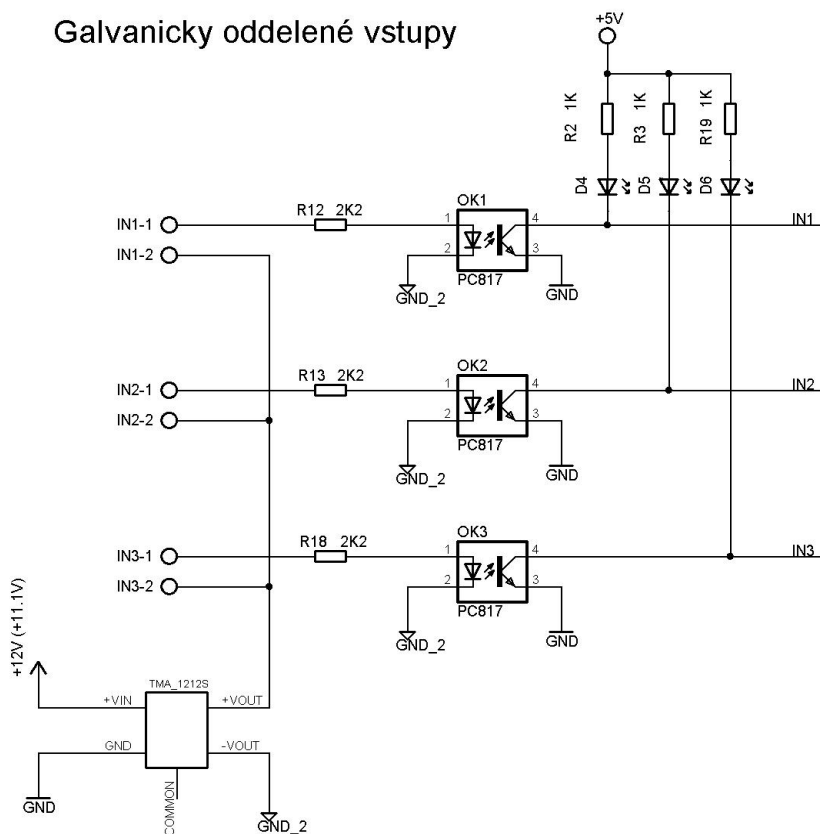 Galvanicky oddelené vstupy
+5V
R2 1K
R3 1K
R19 1K
D4
D5
D6
OK1
IN1-1
R12 2K2
1
4
IN1
IN1-2
2
3
GND_2
PC817
GND
OK2
IN2-1
R13 2K2
1
4
IN2
IN2-2
2
3
GND_2
PC817
GND
OK3
IN3-1
R18 2K2
1
4
IN3
IN3-2
2
3
GND_2
PC817
GND
+12V (+11.1V)
TMA_1212S
+VIN
+VOUT
GND
-VOUT
GND
COMMON
GND_2